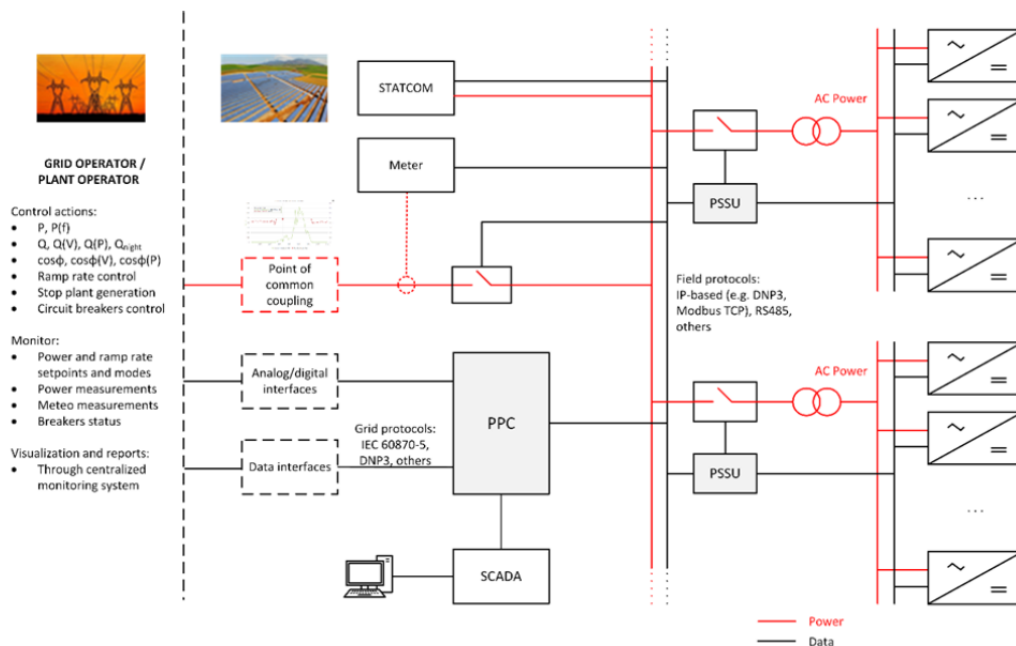 GRID OPERATOR /
PLANT OPERATOR
Control actions:
• P, P(f)
• Q, Q(V), Q(P), Qnight
• cosϕ, cosϕ(V), cosϕ(P)
• Ramp rate control
• Stop plant generation
• Circuit breakers control
Monitor:
• Power and ramp rate
setpoints and modes
• Power measurements
• Meteo measurements
• Breakers status
Visualization and reports:
• Through centralized
monitoring system
STATCOM
Meter
Point of
common
coupling
Analog/digital
interfaces
Data interfaces
Grid protocols:
IEC 60870-5,
DNP3, others
PPC
SCADA
AC Power
PSSU
...
Field protocols:
IP-based (e.g. DNP3,
Modbus TCP), RS485,
others
AC Power
PSSU
...
Power
Data